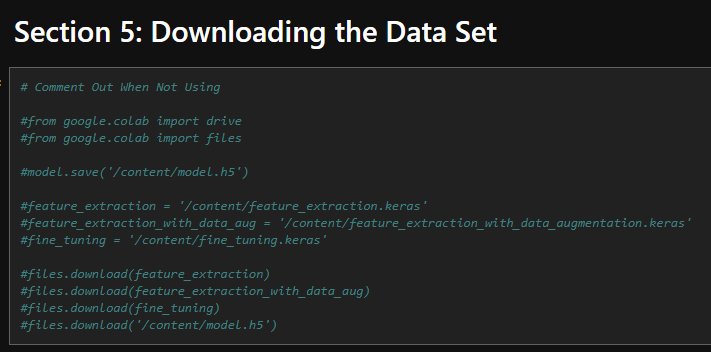 Section 5: Downloading the Data Set
# Comment Out When Not Using
#from google.colab import drive
#from google.colab import files
#model.save('/content/model.h5')
#feature_extraction = '/content/feature_extraction.keras'
#feature_extraction_with_data_aug = '/content/feature_extraction_with_data_augmentation.keras'
#fine_tuning = '/content/fine_tuning.keras'
#files.download(feature_extraction)
#files.download(feature_extraction_with_data_aug)
#files.download(fine_tuning)
#files.download('/content/model.h5')